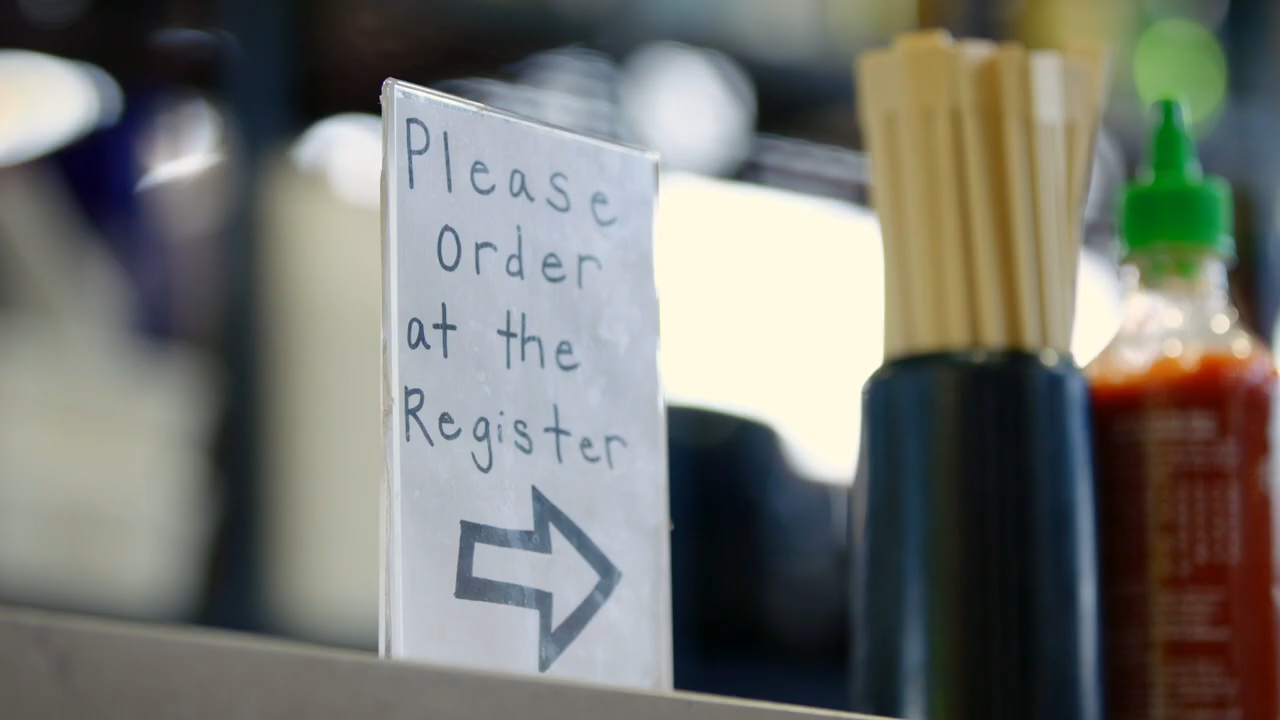 Please
order
at the
Register